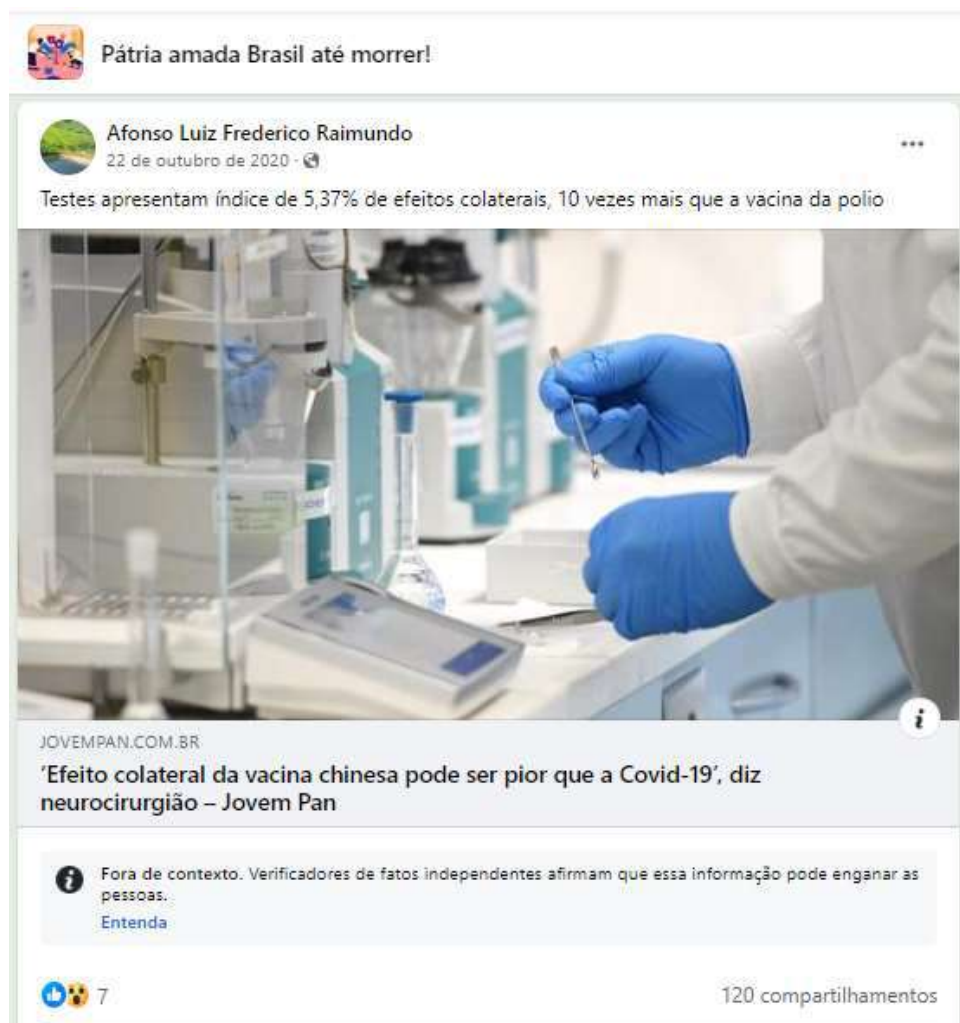 Pátria amada Brasil até morrer!
Afonso Luiz Frederico Raimundo
22 de outubro de 2020 ·
Testes apresentam índice de 5,37% de efeitos colaterais, 10 vezes mais que a vacina da polio
JOVEMPAN.COM.BR
'Efeito colateral da vacina chinesa pode ser pior que a Covid-19', diz
neurocirurgião – Jovem Pan
Fora de contexto. Verificadores de fatos independentes afirmam que essa informação pode enganar as
pessoas.
Entenda
7
120 compartilhamentos